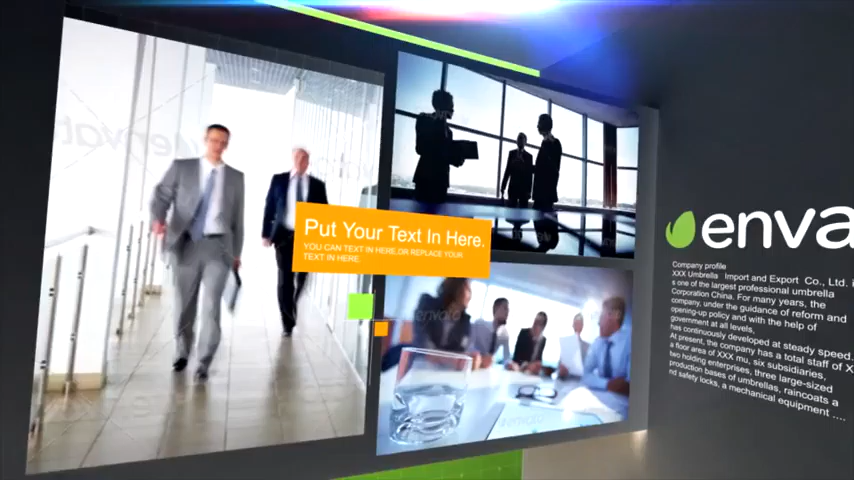 Put Your Text In Here.
YOU CAN TEXT IN HERE,OR REPLACE YOUR
TEXT IN HERE.
enva
Company profile
XXX Umbrella Import and Export Co., Ltd. i
s one of the largest professional umbrella
Corporation China. For many years, the
company, under the guidance of reform and
opening-up policy and with the help of
government at all levels,
has continuously developed at steady speed.
At present, the company has a total staff of X
a floor area of XXX mu, six subsidiaries,
two holding enterprises, three large-sized
production bases of umbrellas, raincoats a
nd safety locks, a mechanical equipment ....
envato